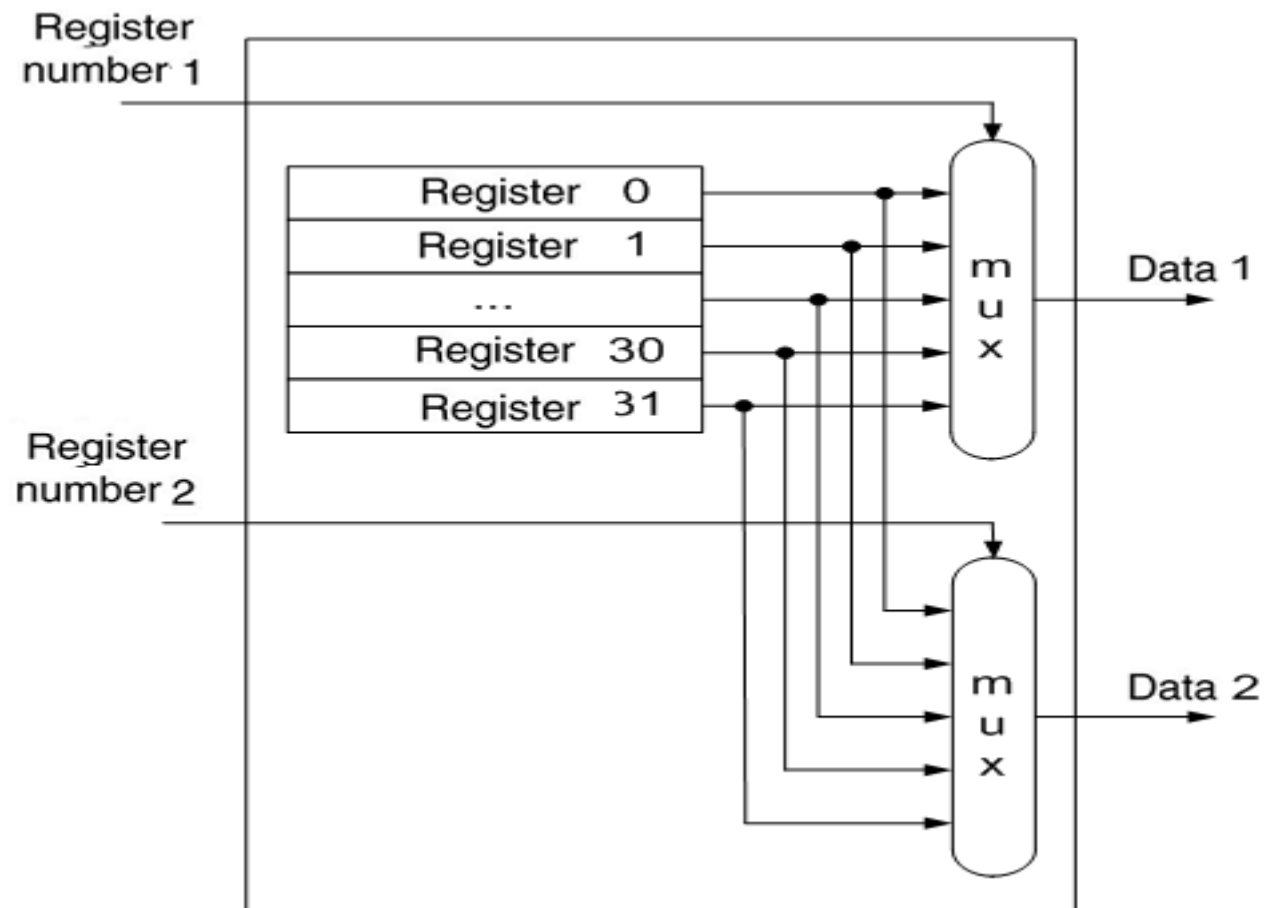 Register
number 1
Register 0
Register 1
...
Register 30
Register 31
m
u
x
Data 1
Register
number 2
m
u
x
Data 2